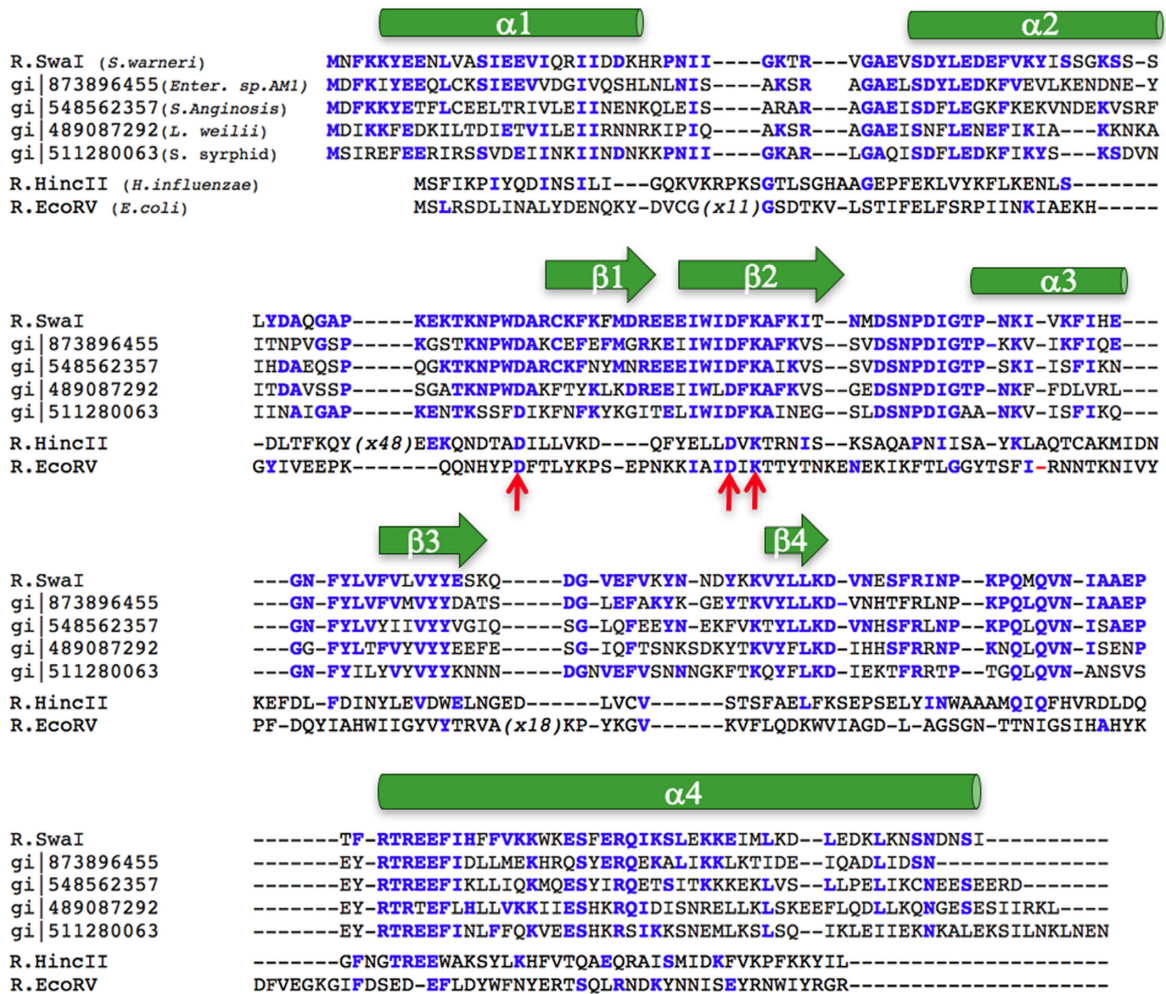 α1 α2
R.SwaI (S.warneri) MNFKKYEENLVASIEEVIQRIIDDKHRPNII----GKTR--VGAEVSDYLEDEFVKYISSGKSS-S
gi|873896455(Enter. sp.AM1) MDFKIYEEQLCKSIEEVVDGIVQSHLNLNIS----AKSR--AGAELSDYLEDKFVEVLKENDNE-Y
gi|548562357(S.Anginosis) MDFKKYETFLCEELTRIVLEIINENKQLEIS----ARAR--AGAEISDFLEGKFKEKVNDEKVSRF
gi|489087292(L. weilii) MDIKKFEDKILTDIETVILEIIRNNRKIPIQ----AKSR--AGAEISNFLENEFIKIA---KKNKA
gi|511280063(S. syrphid) MSIREFEERIRSSVDEIINKIINDNKKPNII----GKAR--LGAQISDFLEDKFIKYS---KSDVN
R.HincII (H.influenzae) MSFIKPIYQDINSILI---GQKVKRPKSGTLSGHAAGEPFEKLVYKFLKENLS-----
R.EcoRV (E.coli) MSLRSDLINALYDENQKY-DVCG(x11)GSDTKV-LSTIFELFSRPIINKIAEKH-----
β1 β2 α3
R.SwaI LYDAQGAP-----KEKTKNPWDARCKFKFMDREEEIWIDFKAFKIT--NMDSNPDIGTP-NKI-VKFIHE---
gi|873896455 ITNPVGSP-----KGSTKNPWDAKCEFEFMGRKEIIWIDFKAFKVS--SVDSNPDIGTP-KKV-IKFIQE---
gi|548562357 IHDAEQSP-----QGKTKNPWDARCKFNYMNREEEIWIDFKAIKVS--SVDSNPDIGTP-SKI-ISFIKN---
gi|489087292 ITDAVSSP-----SGATKNPWDAKFTYKLKDREEIIWLDFKAFKVS--GEDSNPDIGTP-NKF-FDLVRL---
gi|511280063 IINAIGAP-----KENTKSSFDIKFNFKYKGITELIWIDFKAINEG--SLDSNPDIGAA-NKV-ISFIKQ---
R.HincII -DLTFKQY(x48)EEKQNDTADILLVKD---QFYELLDVKTRNIS--KSAQAPNIISA-YKLAQTCAKMIDN
R.EcoRV GYIVEEPK-------QQNHYPDFTLYKPS-EPNKKIAIDIKTTYTNKENEKIKFTLGGYTSFI-RNNTKNIVY
β3 β4
R.SwaI ---GN-FYLVFVLVYYESKQ-----DG-VEFVKYN-NDYKKVYLLKD-VNESFRINP--KPQMQVN-IAAEP
gi|873896455 ---GN-FYLVFVMVYYDATS-----DG-LEFAKYK-GEYTKVYLLKD-VNHTFRLNP--KPQLQVN-IAAEP
gi|548562357 ---GN-FYLVYIIVYYVGIQ-----SG-LQFEEYN-EKFVKTYLLKD-VNHSFRLNP--KPQLQVN-ISAEP
gi|489087292 ---GG-FYLTFVYVYYEEFE-----SG-IQFTSNKSDKYTKVYFLKD-IHHSFRVNP--KNQLQVN-ISENP
gi|511280063 ---GN-FYILYVYVYYKNNN-----DGNVEFVSNNNGKFTKQYFLKD-IEKTFRRTP--TGQLQVN-ANSVS
R.HincII KEFDL-FDINYLEVDWELNGED-----LVCV-----STSFAELFKSEPSELYINWAAAMQIQFHVRDLDQ
R.EcoRV PF-DQYIAHWIIGYVYTRVA(x18)KP-YKGV-----KVFLQDKWVIAGD-L-AGSGN-TTNIGSIHAHYK
α4
R.SwaI -------TF-RTREEFIHFFVKKWKESFERQIKSLEKKEIMLKD--LEDKLKNSNDNSI
gi|873896455 -------EY-RTREEFIDLLMEKHRQSYERQEKALIKKLKTIDE--IQADLIDSN----------
gi|548562357 -------EY-RTREEFIKLLIQKMQESYIRQETSITKKKEKLVS--LLPELIKCNEESEERD-------
gi|489087292 -------EY-RTRTEFLHLLVKKIIESHKRQIDISNRELLKLSKEEFLQDLLKQNGESESIIRKL----
gi|511280063 -------EY-RTREEFINLFFQKVEESHKRSIKKSNEMLKSLSQ--IKLEIIEKNKALEKSILNKLNEN
R.HincII -------GFNGTREEWAKSYLKHFVTQAEQRAISMIDKFVKPFKKYIL-----
R.EcoRV DFVEGKGIFDSED-EFLDYWFNYERTSQLRNDKYNNISEYRNWIYRGR----